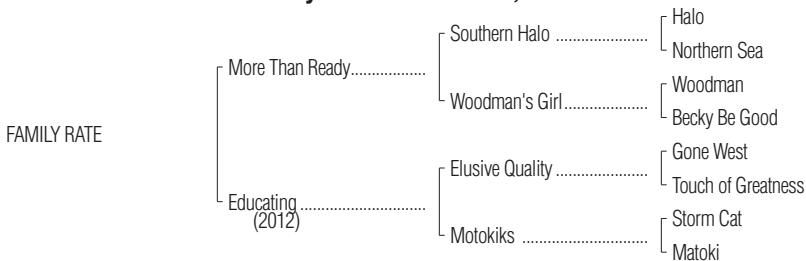 Halo
Southern Halo ....................
Northern Sea
More Than Ready..................
Woodman
Woodman's Girl..................
Becky Be Good
FAMILY RATE
Gone West
Elusive Quality ....................
Touch of Greatness
Educating ..............................
(2012)
Storm Cat
Motokiks ..............................
Matoki